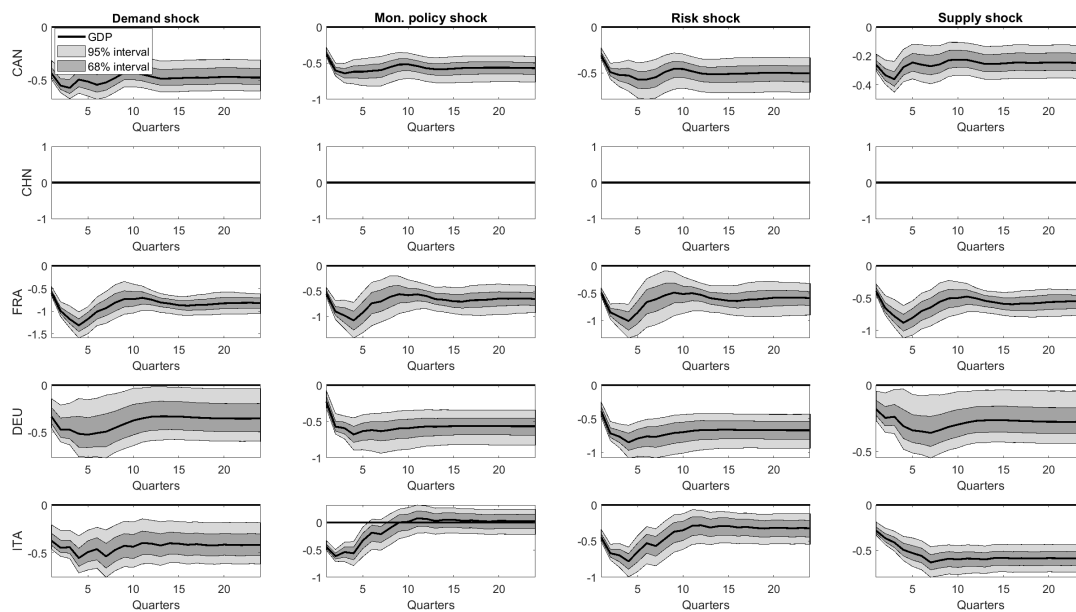 Demand shock Mon. policy shock Risk shock Supply shock
CAN
0 -0.5
GDP
95% interval
68% interval
0 -0.5 -1
0 -0.5
0 -0.2 -0.4
5 10 15 20 5 10 15 20 5 10 15 20 5 10 15 20
Quarters Quarters Quarters Quarters
CHN
1 0 -1
1 0 -1
1 0 -1
1 0 -1
5 10 15 20 5 10 15 20 5 10 15 20 5 10 15 20
Quarters Quarters Quarters Quarters
FRA
0 -0.5 -1 -1.5
0 -0.5 -1
0 -0.5 -1
0 -0.5 -1
5 10 15 20 5 10 15 20 5 10 15 20 5 10 15 20
Quarters Quarters Quarters Quarters
DEU
0 -0.5
0 -0.5 -1
0 -0.5 -1
0 -0.5
5 10 15 20 5 10 15 20 5 10 15 20 5 10 15 20
Quarters Quarters Quarters Quarters
ITA
0 -0.5
0 -0.5 -1
0 -0.5 -1
0 -0.5
5 10 15 20 5 10 15 20 5 10 15 20 5 10 15 20
Quarters Quarters Quarters Quarters